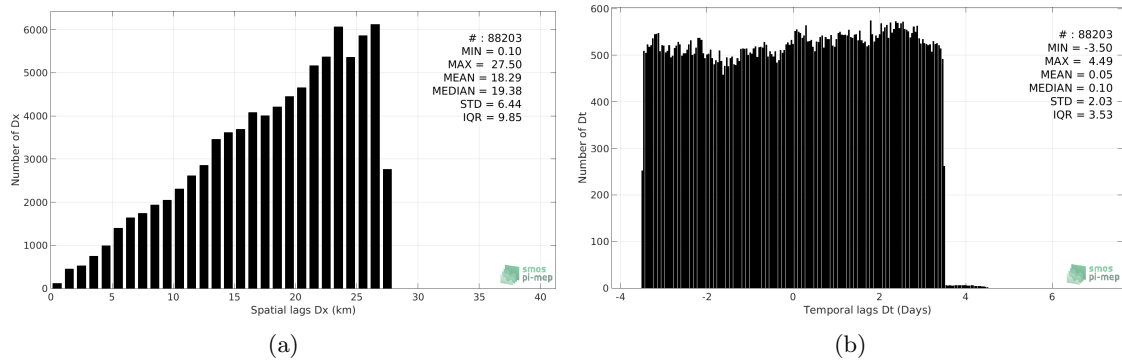 6000
5000
4000
3000
2000
1000
0
Number of Dx
# : 88203
MIN = 0.10
MAX = 27.50
MEAN = 18.29
MEDIAN = 19.38
STD = 6.44
IQR = 9.85
smos
pi-mep
0 5 10 15 20 25 30 35 40
Spatial lags Dx (km)
(a)
600
500
400
300
200
100
0
Number of Dt
# : 88203
MIN = -3.50
MAX = 4.49
MEAN = 0.05
MEDIAN = 0.10
STD = 2.03
IQR = 3.53
smos
pi-mep
-4 -2 0 2 4 6
Temporal lags Dt (Days)
(b)